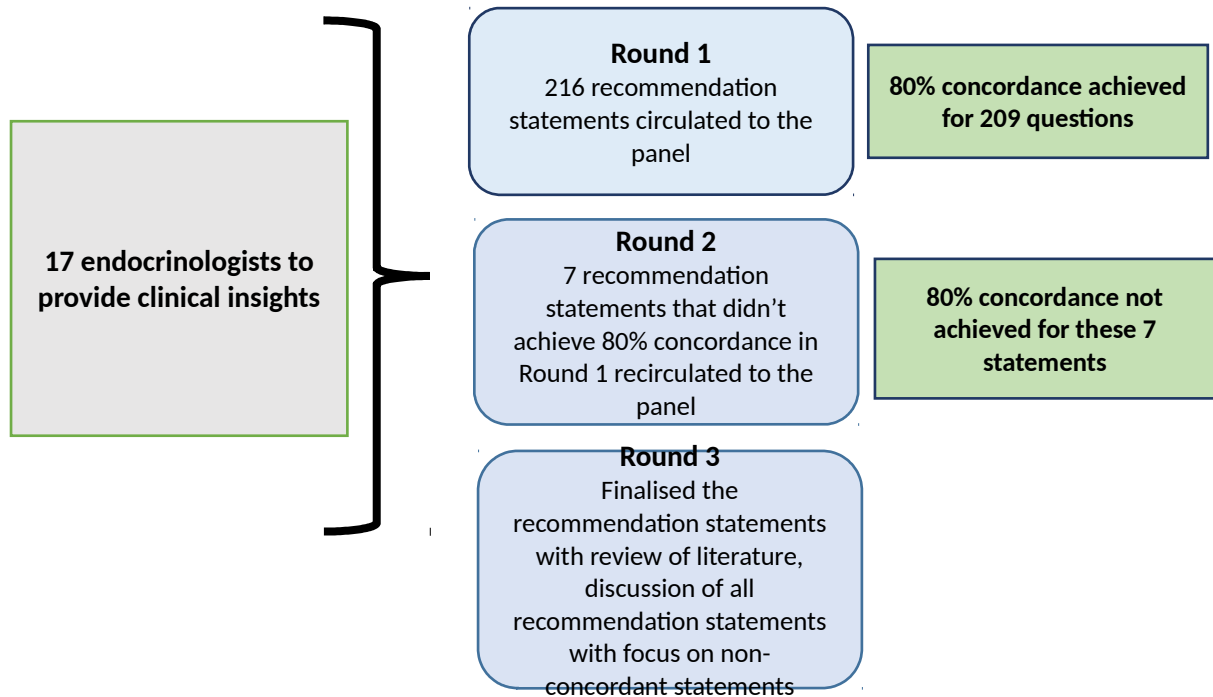 17 endocrinologists to
provide clinical insights
Round 1
216 recommendation
statements circulated to the
panel
80% concordance achieved
for 209 questions
Round 2
7 recommendation
statements that didn’t
achieve 80% concordance in
Round 1 recirculated to the
panel
80% concordance not
achieved for these 7
statements
Round 3
Finalised the
recommendation statements
with review of literature,
discussion of all
recommendation statements
with focus on non-
concordant statements